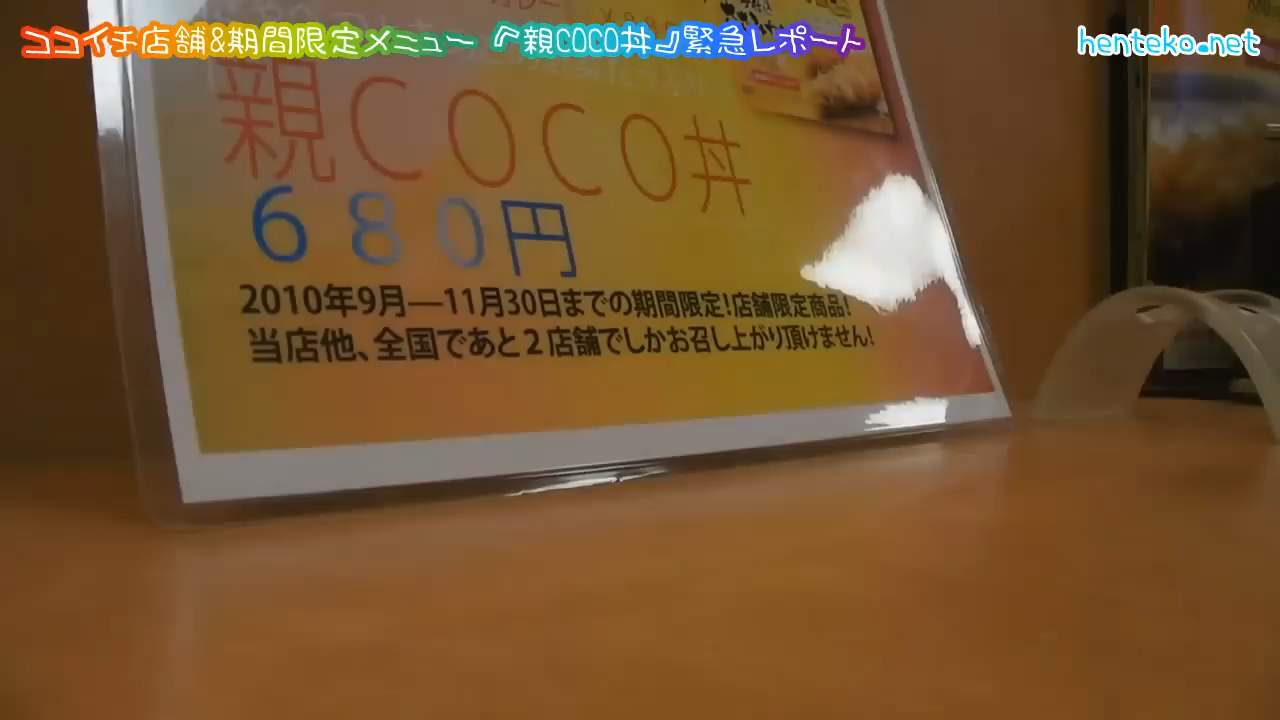 ココイチ店舗&期間限定メニュー『親COCO丼』緊急レポート
henteko.net
親COCO丼
680円
2010年9月―11月30日までの期間限定!店舗限定商品!
当店他、全国であと2店舗でしかお召し上がり頂けません!